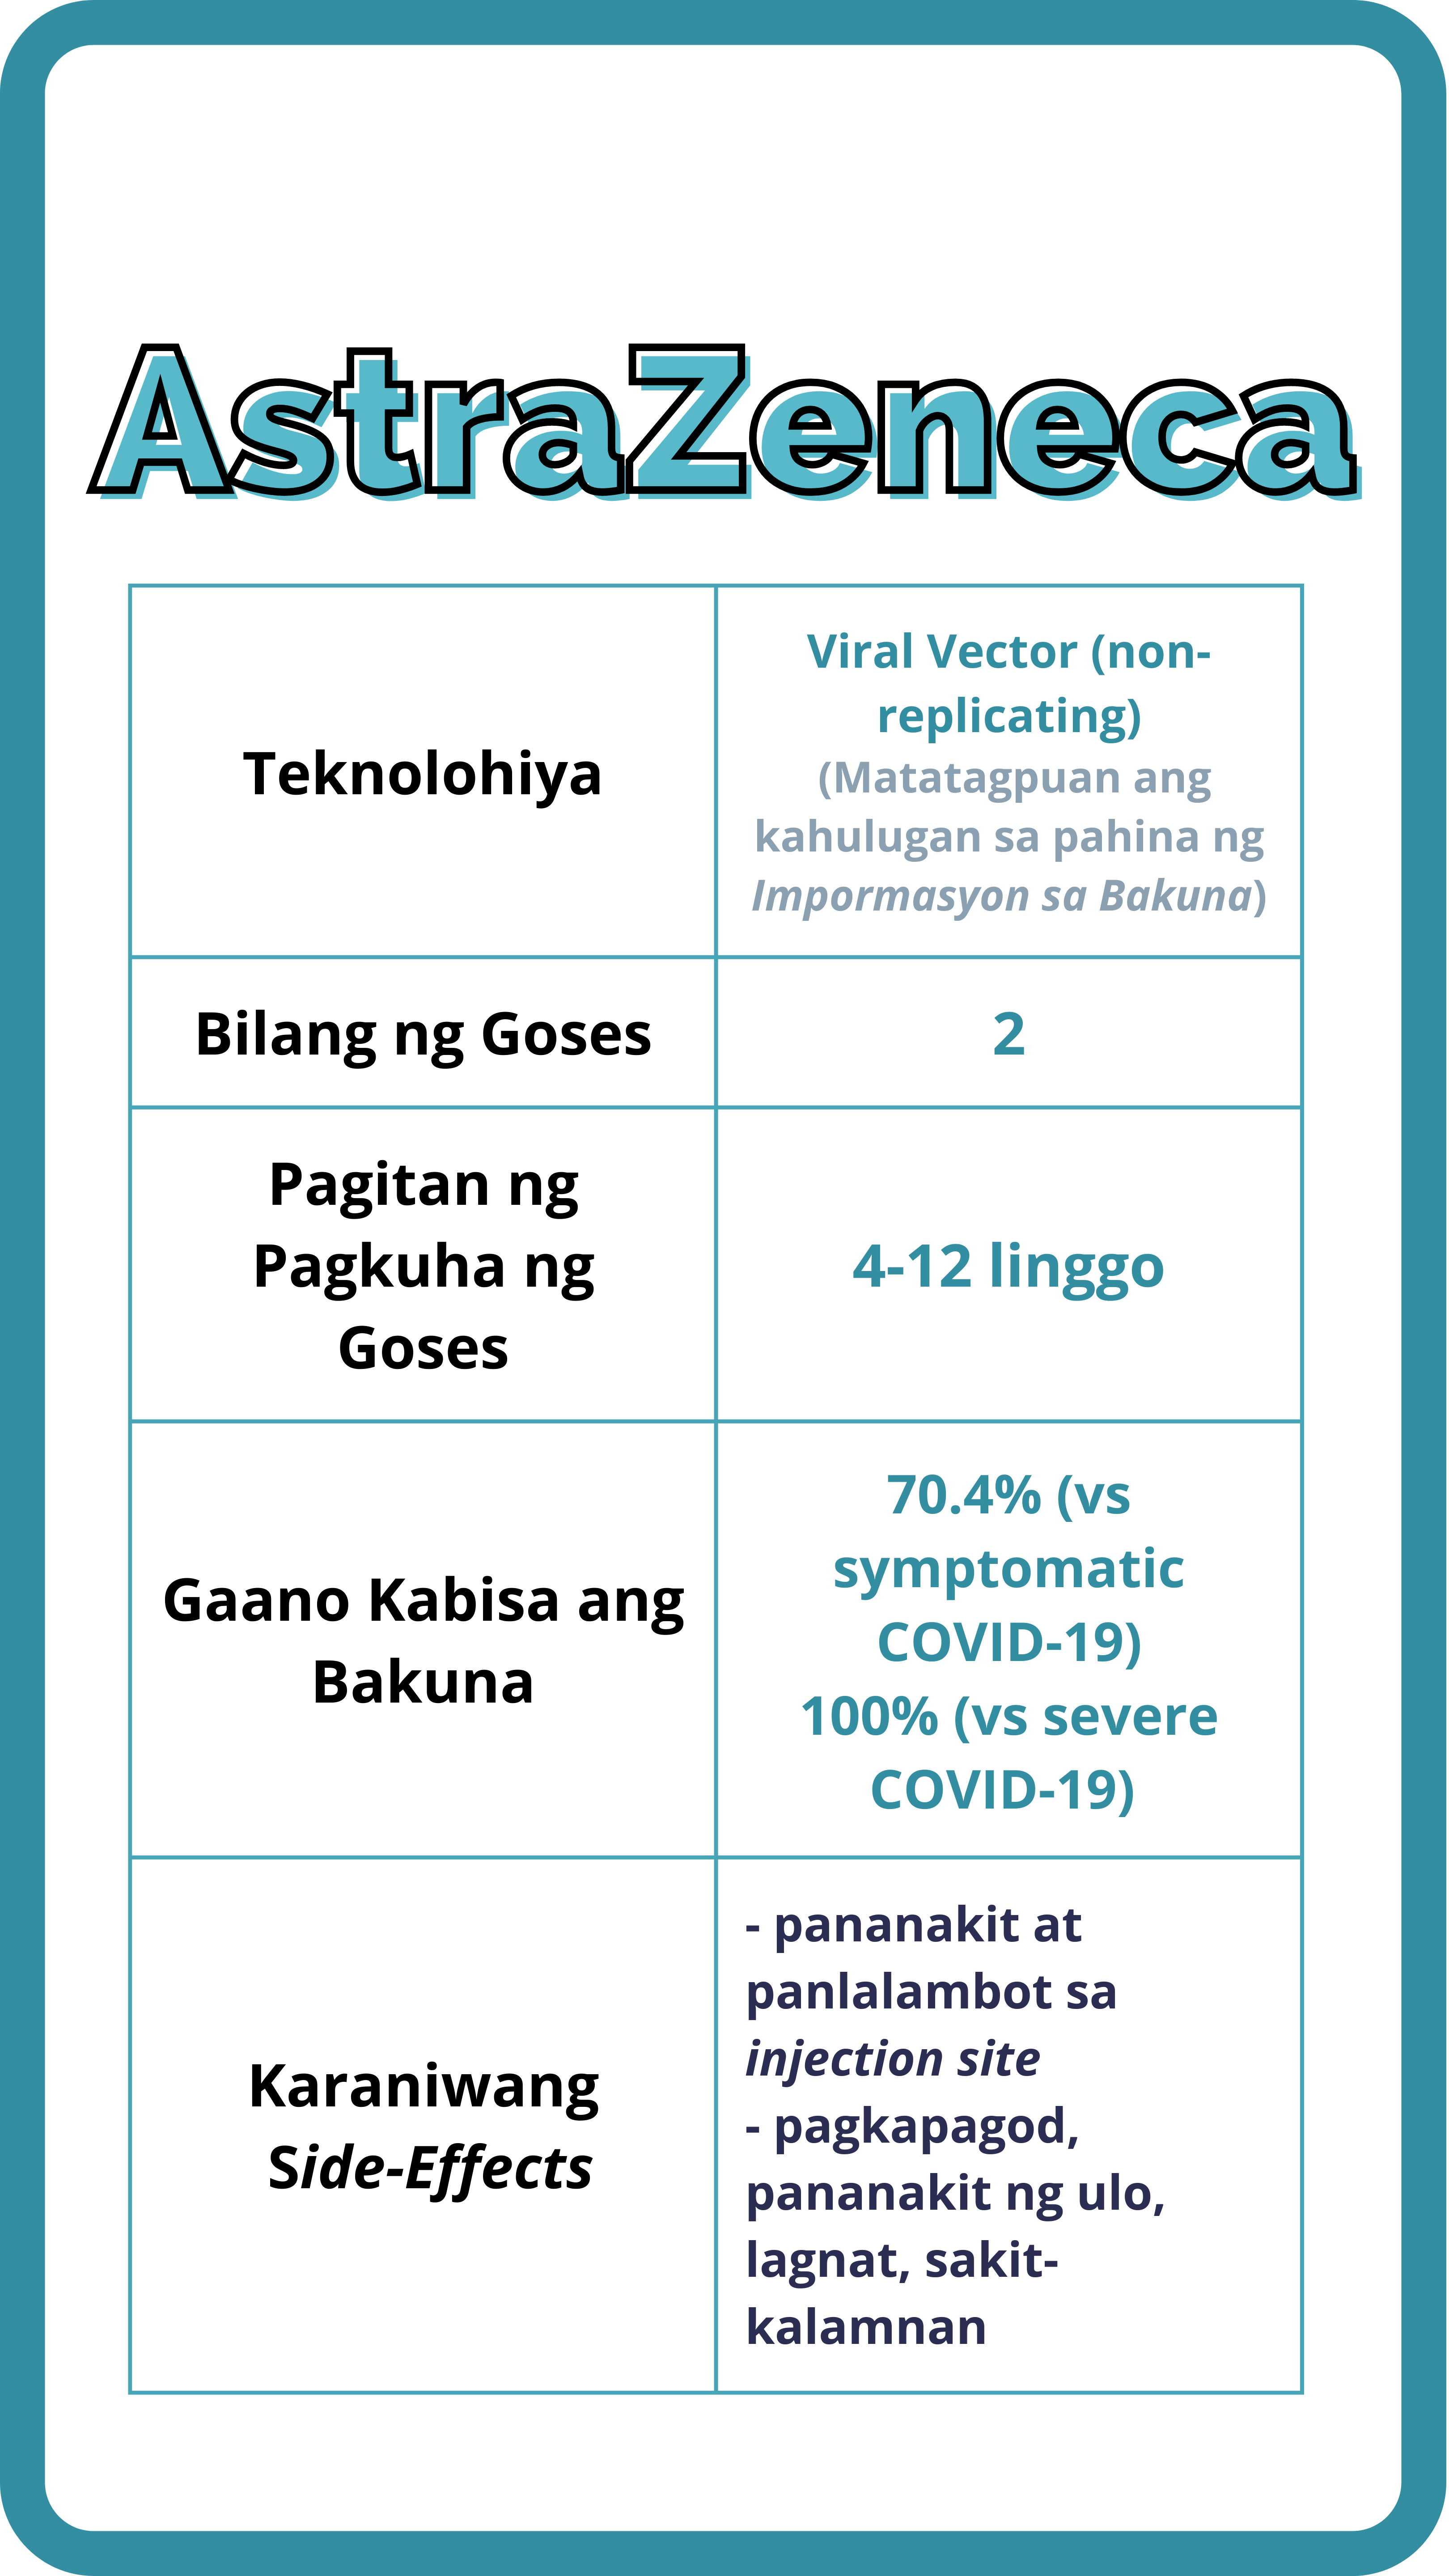 AstraZeneca
Teknolohiya
Viral Vector (non-
replicating)
(Matatagpuan ang
kahulugan sa pahina ng
Impormasyon sa Bakuna)
Bilang ng Goses
2
Pagitan ng
Pagkuha ng
Goses
4-12 linggo
Gaano Kabisa ang
Bakuna
70.4% (vs
symptomatic
COVID-19)
100% (vs severe
COVID-19)
Karaniwang
Side-Effects
- pananakit at
panlalambot sa
injection site
- pagkapagod,
pananakit ng ulo,
lagnat, sakit-
kalamnan